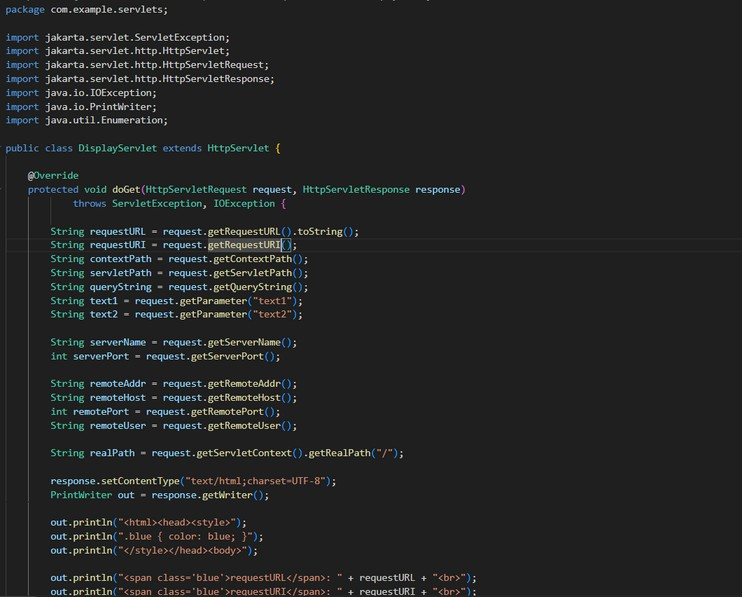 package com.example.servlets;
import jakarta.servlet.ServletException;
import jakarta.servlet.http.HttpServlet;
import jakarta.servlet.http.HttpServletRequest;
import jakarta.servlet.http.HttpServletResponse;
import java.io.IOException;
import java.io.PrintWriter;
import java.util.Enumeration;
public class DisplayServlet extends HttpServlet {
@Override
protected void doGet(HttpServletRequest request, HttpServletResponse response)
throws ServletException, IOException {
String requestURL = request.getRequestURL().toString();
String requestURI = request.getRequestURI();
String contextPath = request.getContextPath();
String servletPath = request.getServletPath();
String queryString = request.getQueryString();
String text1 = request.getParameter("text1");
String text2 = request.getParameter("text2");
String serverName = request.getServerName();
int serverPort = request.getServerPort();
String remoteAddr = request.getRemoteAddr();
String remoteHost = request.getRemoteHost();
int remotePort = request.getRemotePort();
String remoteUser = request.getRemoteUser();
String realPath = request.getServletContext().getRealPath("/");
response.setContentType("text/html;charset=UTF-8");
PrintWriter out = response.getWriter();
out.println("<html><head><style>");
out.println(".blue { color: blue; }");
out.println("</style></head><body>");
out.println("<span class='blue'>requestURL</span>: " + requestURL + "<br>");
out.println("<span class='blue'>requestURI</span>: " + requestURI + "<br>");